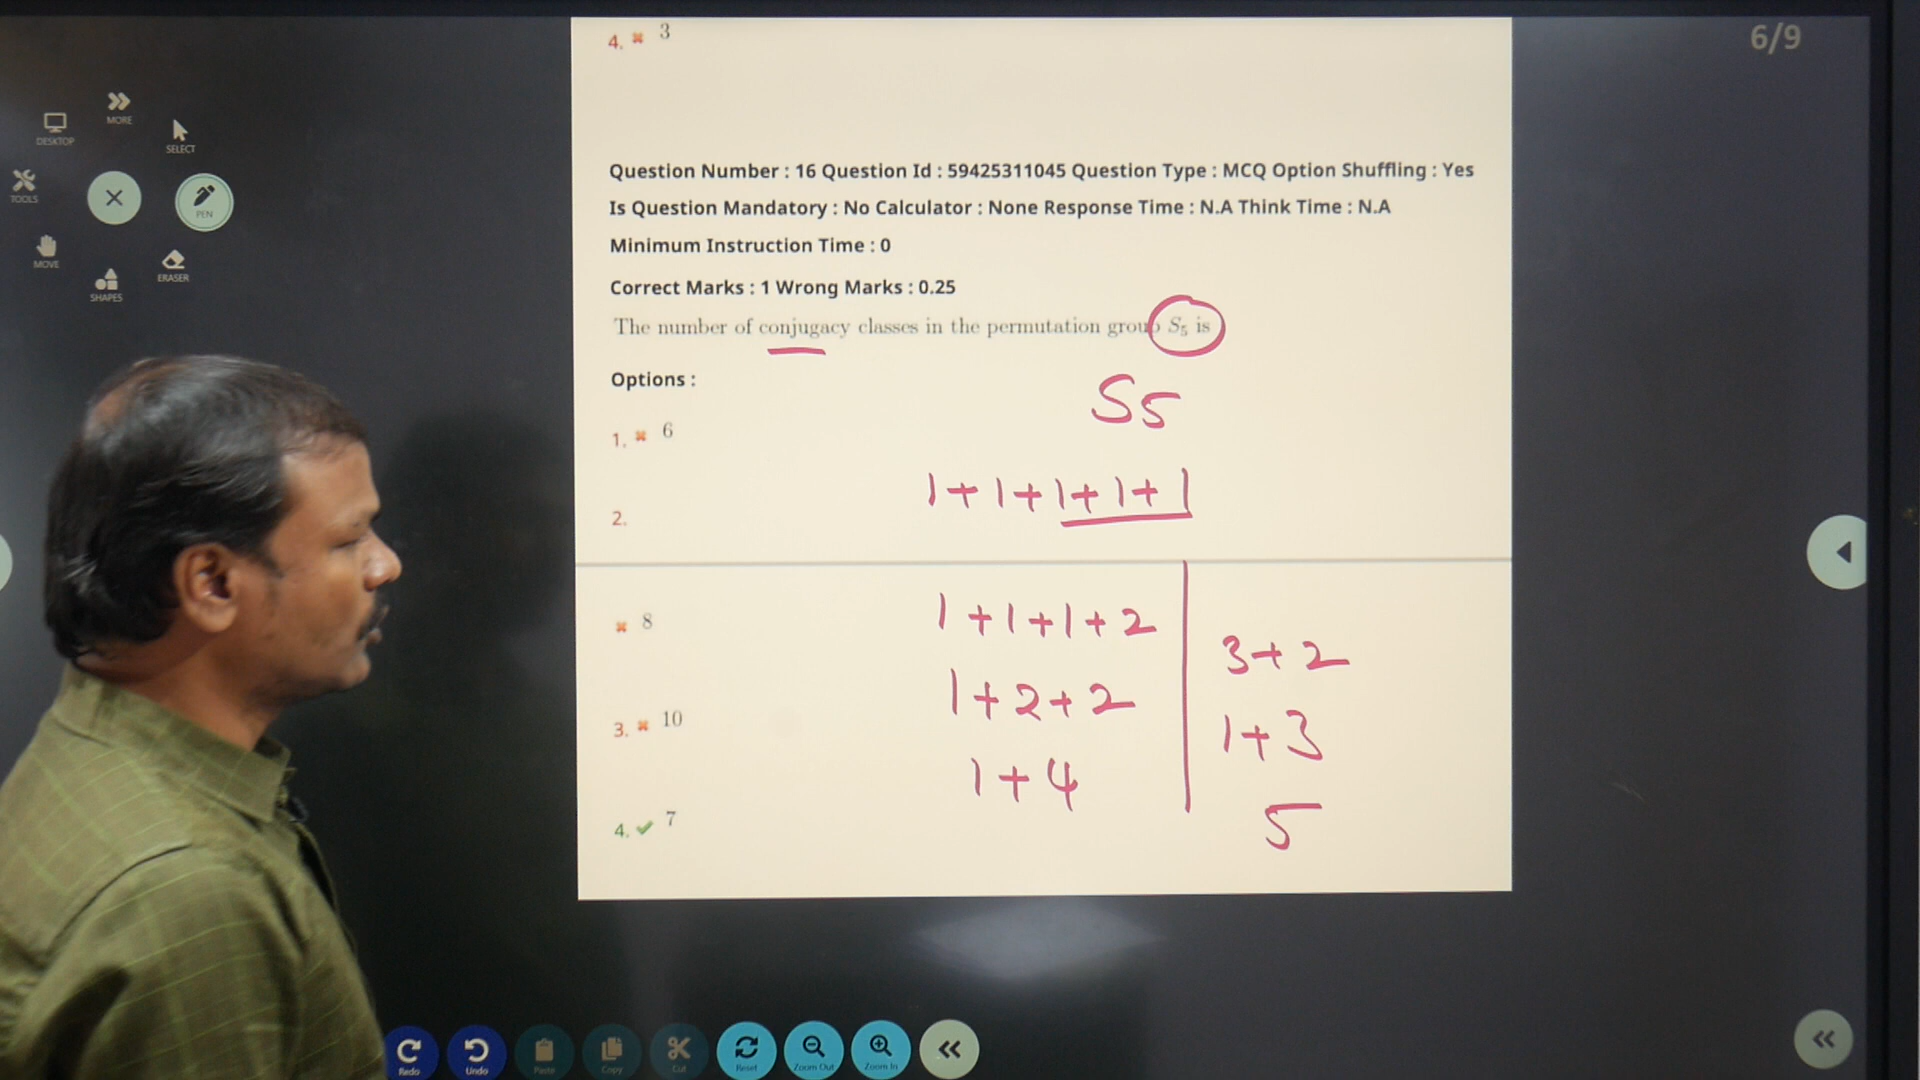 6/9
4. 3
Question Number : 16 Question Id : 59425311045 Question Type : MCQ Option Shuffling : Yes
Is Question Mandatory : No Calculator : None Response Time : N.A Think Time : N.A
Minimum Instruction Time : 0
Correct Marks : 1 Wrong Marks : 0.25
The number of conjugacy classes in the permutation group S₅ is
Options :
S5
1. ✖ 6
1+1+1+1+1
2.
✖ 8
1+1+1+2
3+2
1+2+2
3. ✖ 10
1+3
1+4
4. ✔ 7
5
MORE
DESKTOP
SELECT
TOOLS
PEN
MOVE
ERASER
SHAPES
Redo
Undo
Paste
Copy
Cut
Reset
Zoom Out
Zoom In